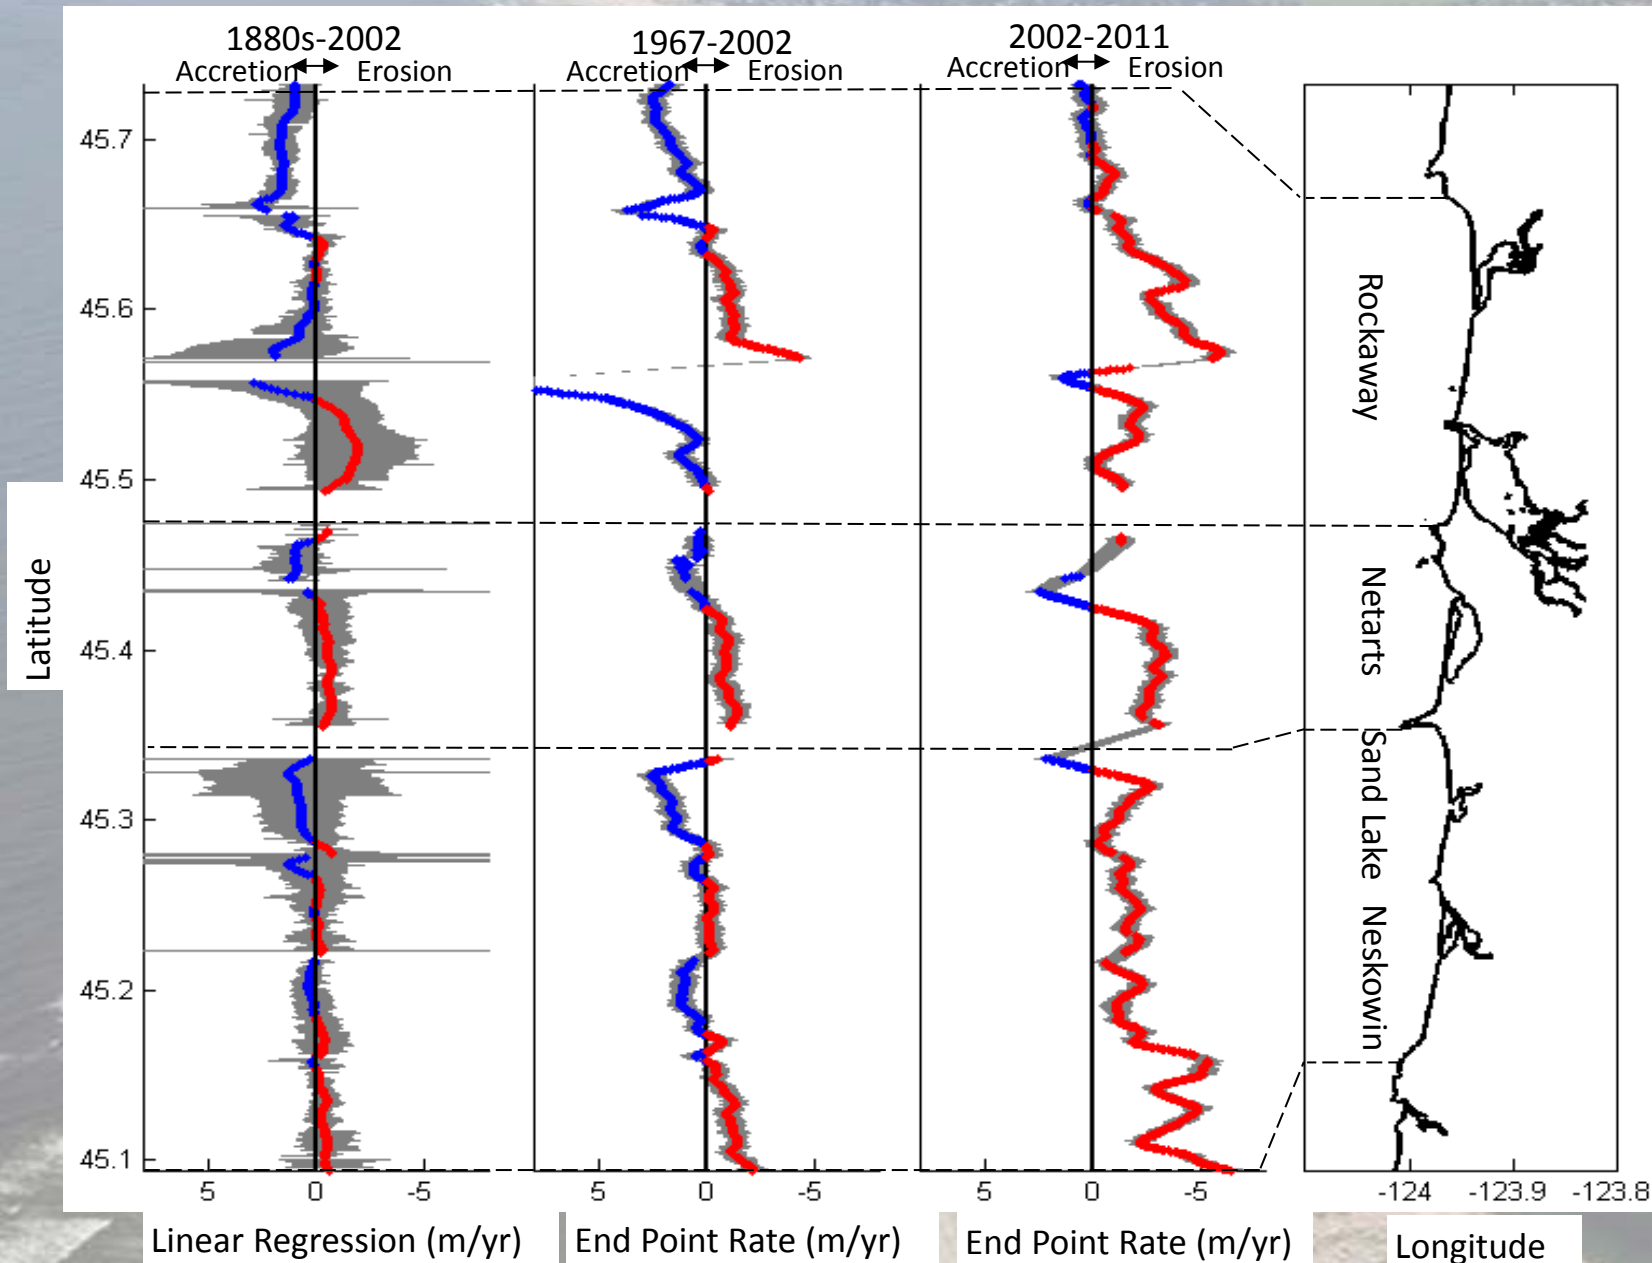 1880s-2002
Accretion Erosion
1967-2002
Accretion Erosion
2002-2011
Accretion Erosion
Latitude
45.7
45.6
45.5
45.4
45.3
45.2
45.1
5 0 -5
5 0 -5
5 0 -5
-124 -123.9 -123.8
Linear Regression (m/yr)
End Point Rate (m/yr)
End Point Rate (m/yr)
Longitude
Rockaway
Netarts
Sand Lake
Neskowin